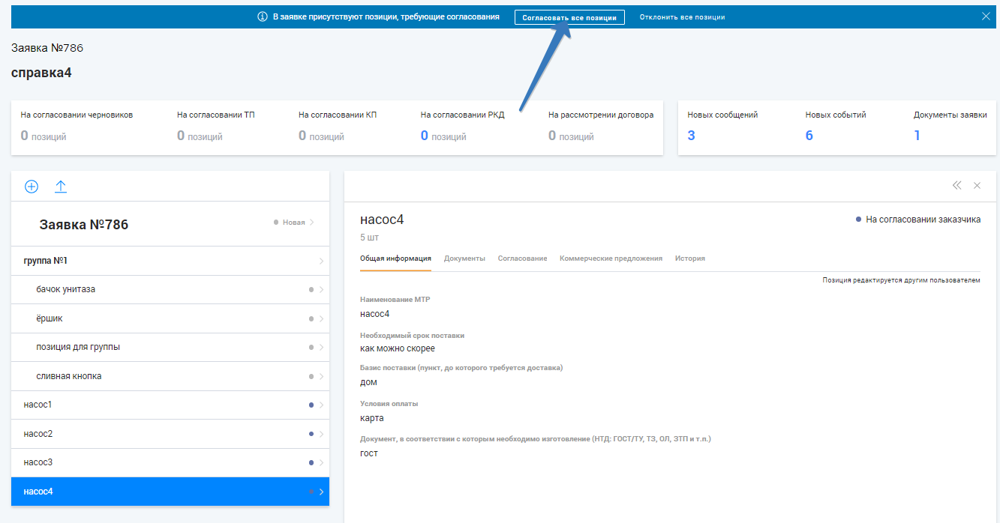 В заявке присутствуют позиции, требующие согласования Согласовать все позиции Отклонить все позиции
Заявка №786
справка4
На согласовании черновиков На согласовании ТП На согласовании КП На согласовании РКД На рассмотрении договора
0 позиций 0 позиций 0 позиций 0 позиций 0 позиций
Новых сообщений Новых событий Документы заявки
3 6 1
Заявка №786 Новая
группа №1
бачок унитаза
ёршик
позиция для группы
сливная кнопка
насос1
насос2
насос3
насос4
насос4 На согласовании заказчика
5 шт
Общая информация Документы Согласование Коммерческие предложения История
Позиция редактируется другим пользователем
Наименование МТР
насос4
Необходимый срок поставки
как можно скорее
Базис поставки (пункт, до которого требуется доставка)
дом
Условия оплаты
карта
Документ, в соответствии с которым необходимо изготовление (НТД: ГОСТ/ТУ, ТЗ, ОЛ, ЗТП и т.п.)
гост